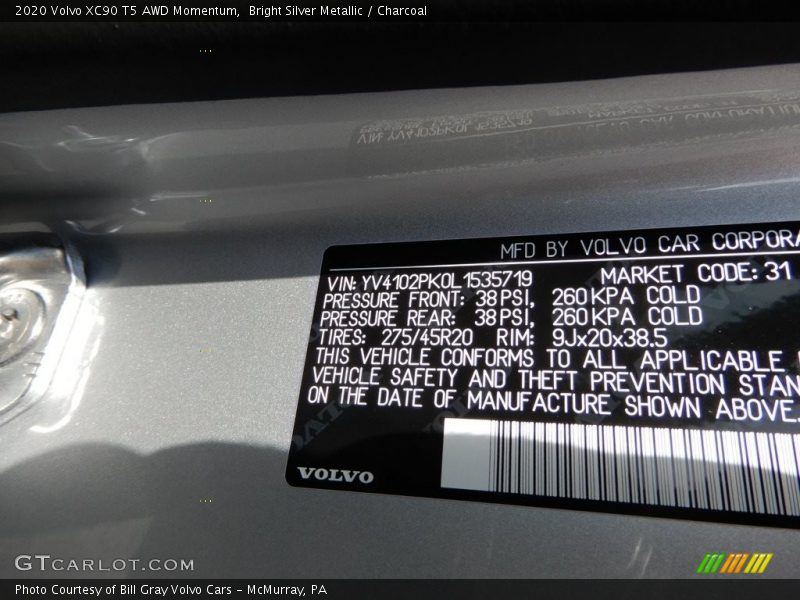 2020 Volvo XC90 T5 AWD Momentum,  Bright Silver Metallic / Charcoal
MFD BY VOLVO CAR CORPORA
VIN: YV4102PK0L1535719 MARKET CODE: 31
PRESSURE FRONT: 38 PSI, 260 KPA COLD
PRESSURE REAR: 38 PSI, 260 KPA COLD
TIRES: 275/45R20 RIM: 9Jx20x38.5
THIS VEHICLE CONFORMS TO ALL APPLICABLE
VEHICLE SAFETY AND THEFT PREVENTION STAN
ON THE DATE OF MANUFACTURE SHOWN ABOVE.
VOLVO
GTCARLOT.COM
Photo Courtesy of Bill Gray Volvo Cars – McMurray, PA